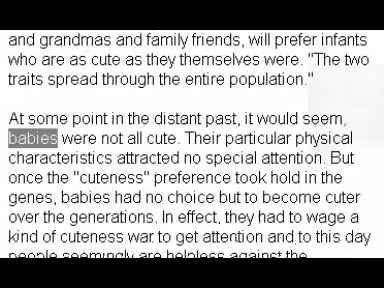 and grandmas and family friends, will prefer infants
who are as cute as they themselves were. "The two
traits spread through the entire population."
At some point in the distant past, it would seem,
babies were not all cute. Their particular physical
characteristics attracted no special attention. But
once the "cuteness" preference took hold in the
genes, babies had no choice but to become cuter
over the generations. In effect, they had to wage a
kind of cuteness war to get attention and to this day
people seemingly are helpless against the